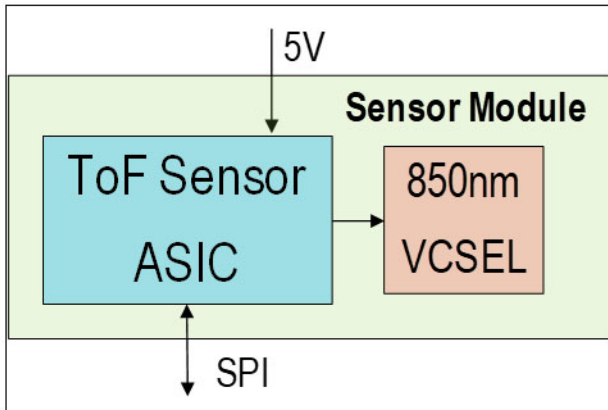 5V
Sensor Module
ToF Sensor
ASIC
850nm
VCSEL
SPI